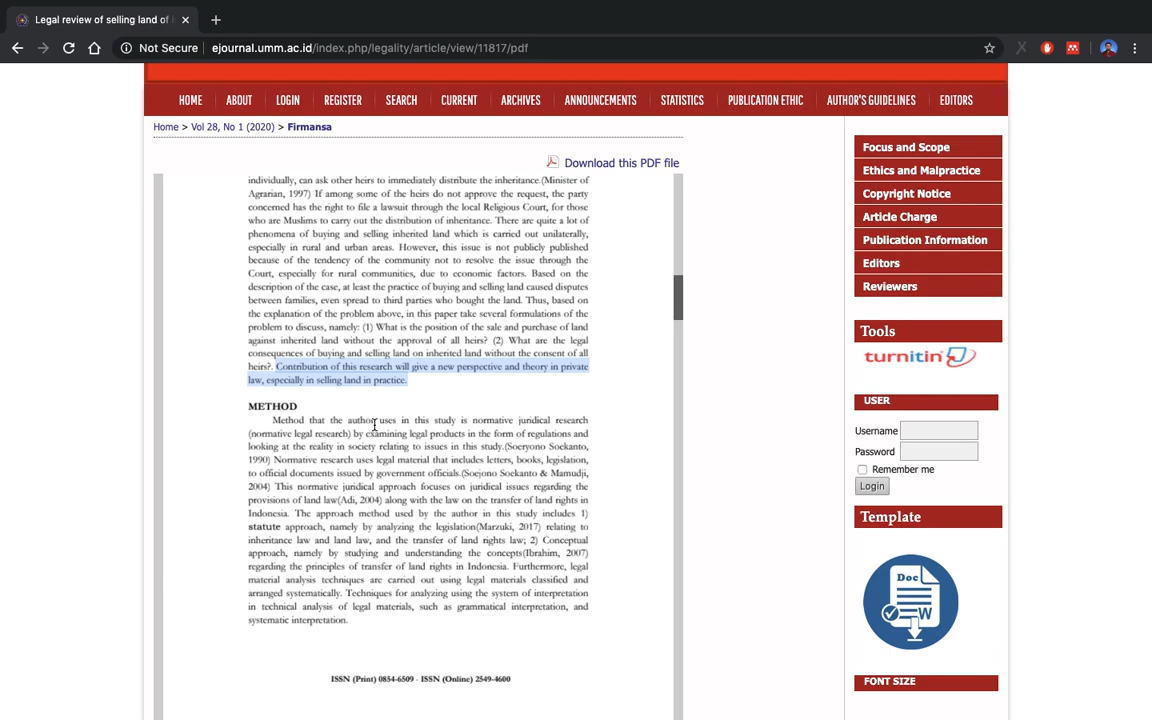 Legal review of selling land of i
Not Secure
ejournal.umm.ac.id/index.php/legality/article/view/11817/pdf
HOME
ABOUT
LOGIN
REGISTER
SEARCH
CURRENT
ARCHIVES
ANNOUNCEMENTS
STATISTICS
PUBLICATION ETHIC
AUTHOR'S GUIDELINES
EDITORS
Home > Vol 28, No 1 (2020) > Firmansa
Download this PDF file
individually, can ask other heirs to immediately distribute the inheritance.(Minister of
Agrarian, 1997) If among some of the heirs do not approve the request, the party
concerned has the right to file a lawsuit through the local Religious Court, for those
who are Muslims to carry out the distribution of inheritance. There are quite a lot of
phenomena of buying and selling inherited land which is carried out unilaterally,
especially in rural and urban areas. However, this issue is not publicly published
because of the tendency of the community not to resolve the issue through the
Court, especially for rural communities, due to economic factors. Based on the
description of the case, at least the practice of buying and selling land caused disputes
between families, even spread to third parties who bought the land. Thus, based on
the explanation of the problem above, in this paper take several formulations of the
problem to discuss, namely: (1) What is the position of the sale and purchase of land
against inherited land without the approval of all heirs? (2) What are the legal
consequences of buying and selling land on inherited land without the consent of all
heirs?. Contribution of this research will give a new perspective and theory in private
law, especially in selling land in practice.
METHOD
Method that the author uses in this study is normative juridical research
(normative legal research) by examining legal products in the form of regulations and
looking at the reality in society relating to issues in this study.(Soeryono Soekanto,
1990) Normative research uses legal material that includes letters, books, legislation,
to official documents issued by government officials.(Soejono Soekanto & Mamudji,
2004) This normative juridical approach focuses on juridical issues regarding the
provisions of land law(Adi, 2004) along with the law on the transfer of land rights in
Indonesia. The approach method used by the author in this study includes 1)
statute approach, namely by analyzing the legislation(Marzuki, 2017) relating to
inheritance law and land law, and the transfer of land rights law; 2) Conceptual
approach, namely by studying and understanding the concepts(Ibrahim, 2007)
regarding the principles of transfer of land rights in Indonesia. Furthermore, legal
material analysis techniques are carried out using legal materials classified and
arranged systematically. Techniques for analyzing using the system of interpretation
in technical analysis of legal materials, such as grammatical interpretation, and
systematic interpretation.
ISSN (Print) 0854-6509 - ISSN (Online) 2549-4600
Focus and Scope
Ethics and Malpractice
Copyright Notice
Article Charge
Publication Information
Editors
Reviewers
Tools
turnitin
USER
Username
Password
Remember me
Login
Template
Doc
W
FONT SIZE